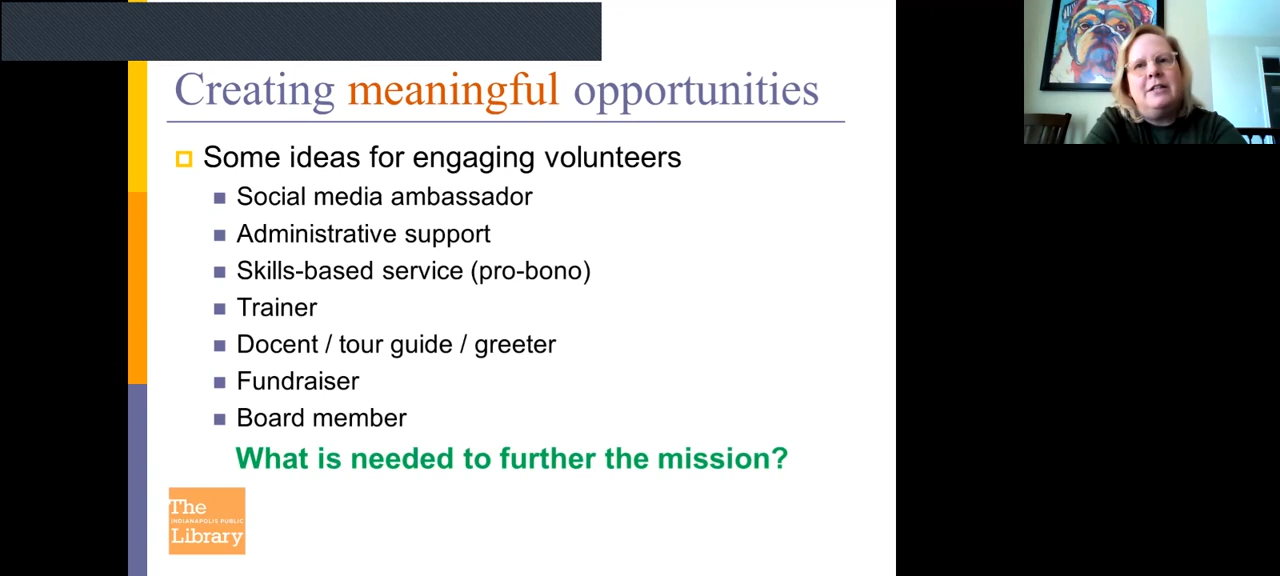 Creating meaningful opportunities
Some ideas for engaging volunteers
Social media ambassador
Administrative support
Skills-based service (pro-bono)
Trainer
Docent / tour guide / greeter
Fundraiser
Board member
What is needed to further the mission?
The
INDIANAPOLIS PUBLIC
Library